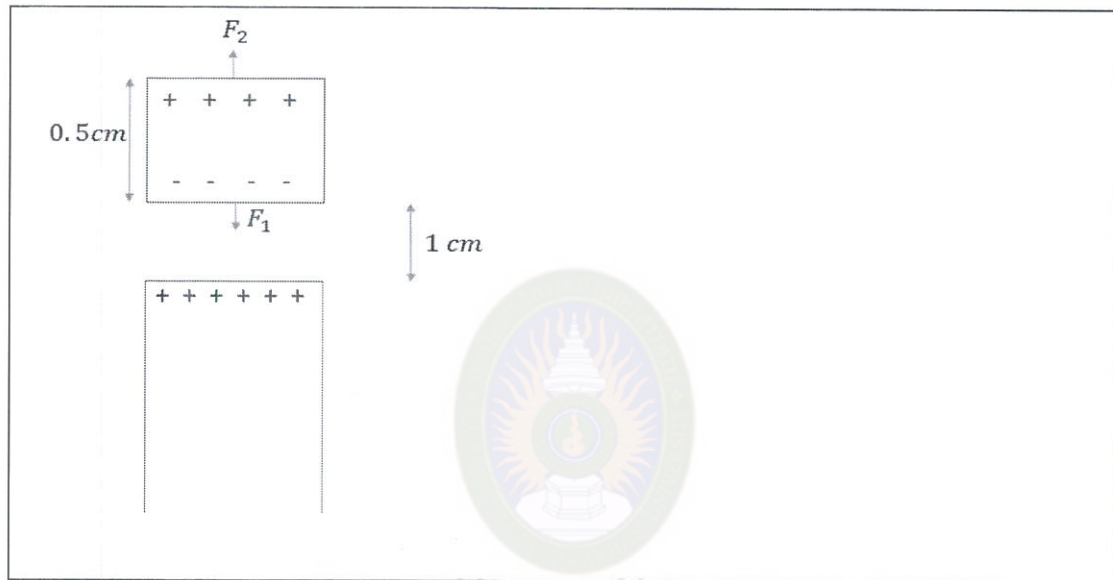 F₂
+ + + +
0.5cm
- - - -
F₁
1 cm
+ + + + + +